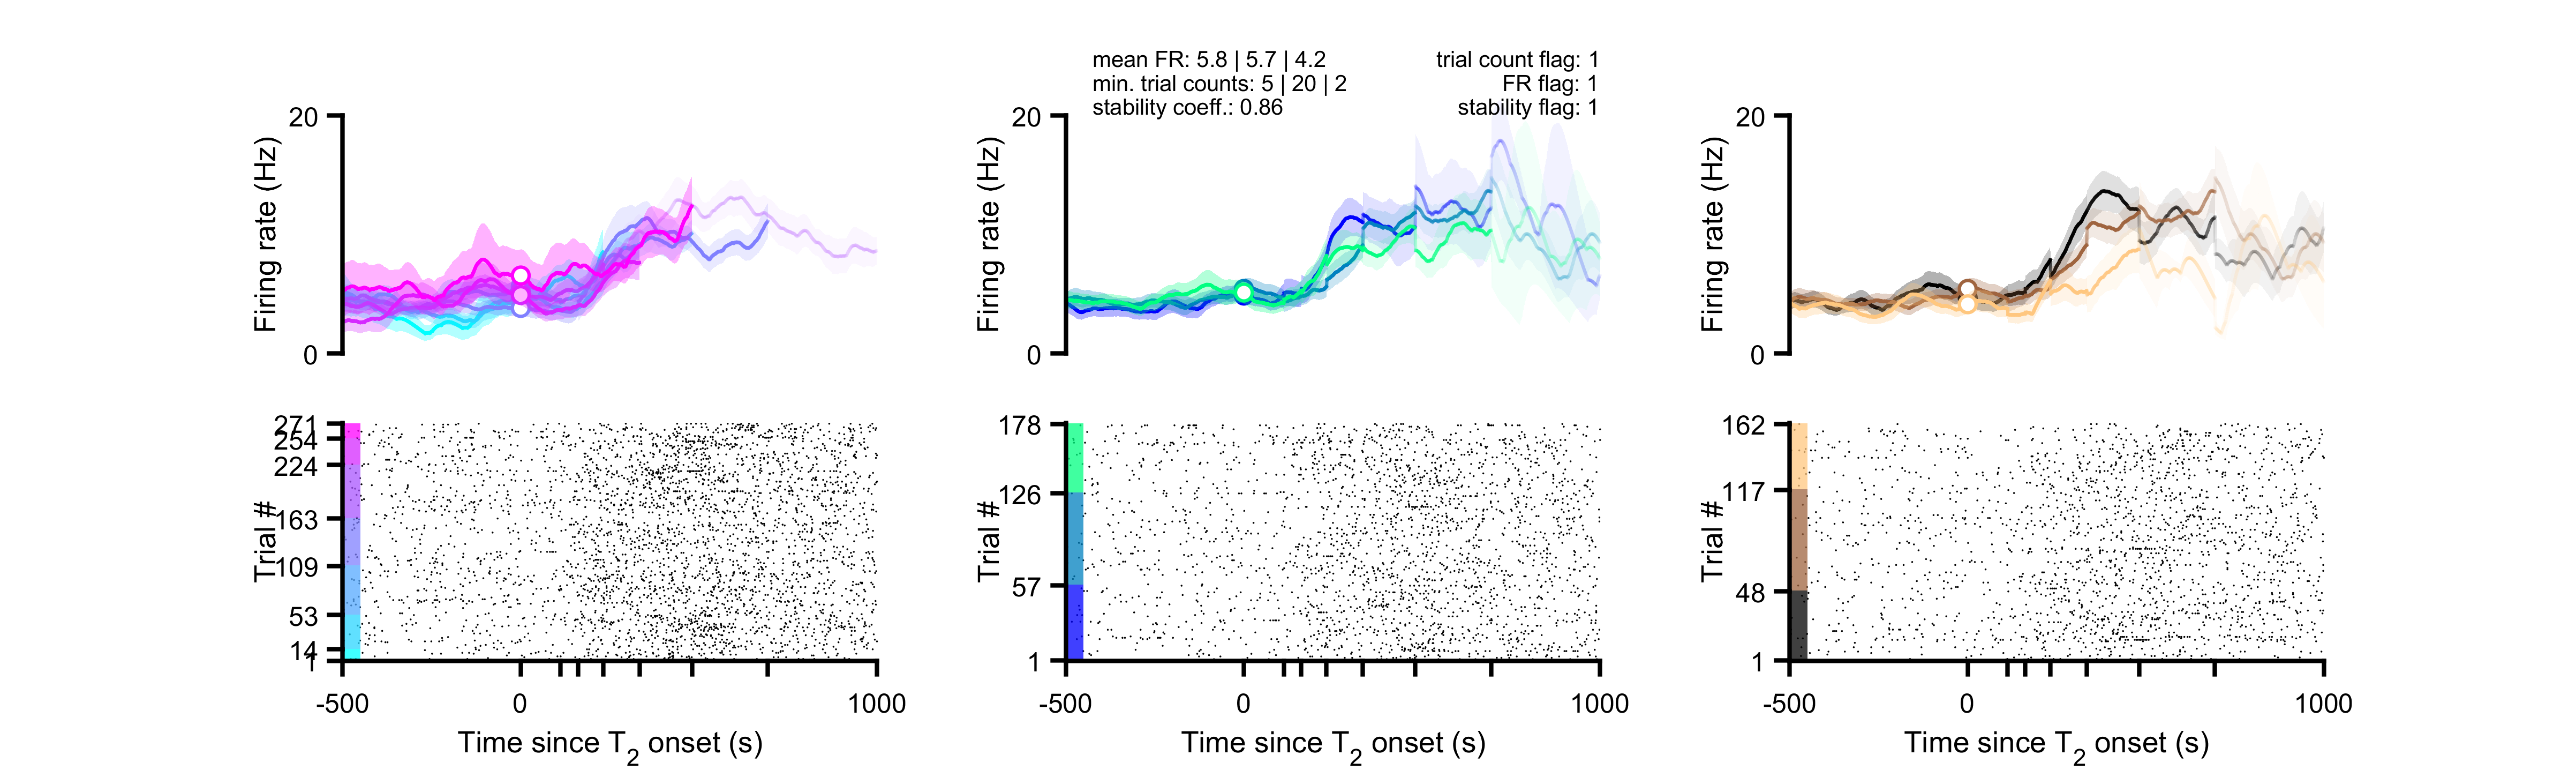 mean FR: 5.8 | 5.7 | 4.2
min. trial counts: 5 | 20 | 2
stability coeff.: 0.86
trial count flag: 1
FR flag: 1
stability flag: 1
Firing rate (Hz)
20
0
Firing rate (Hz)
20
0
Firing rate (Hz)
20
0
Trial #
271
254
224
163
109
53
14
1
-500
0
1000
Time since T2 onset (s)
Trial #
178
126
57
1
-500
0
1000
Time since T2 onset (s)
Trial #
162
117
48
1
-500
0
1000
Time since T2 onset (s)